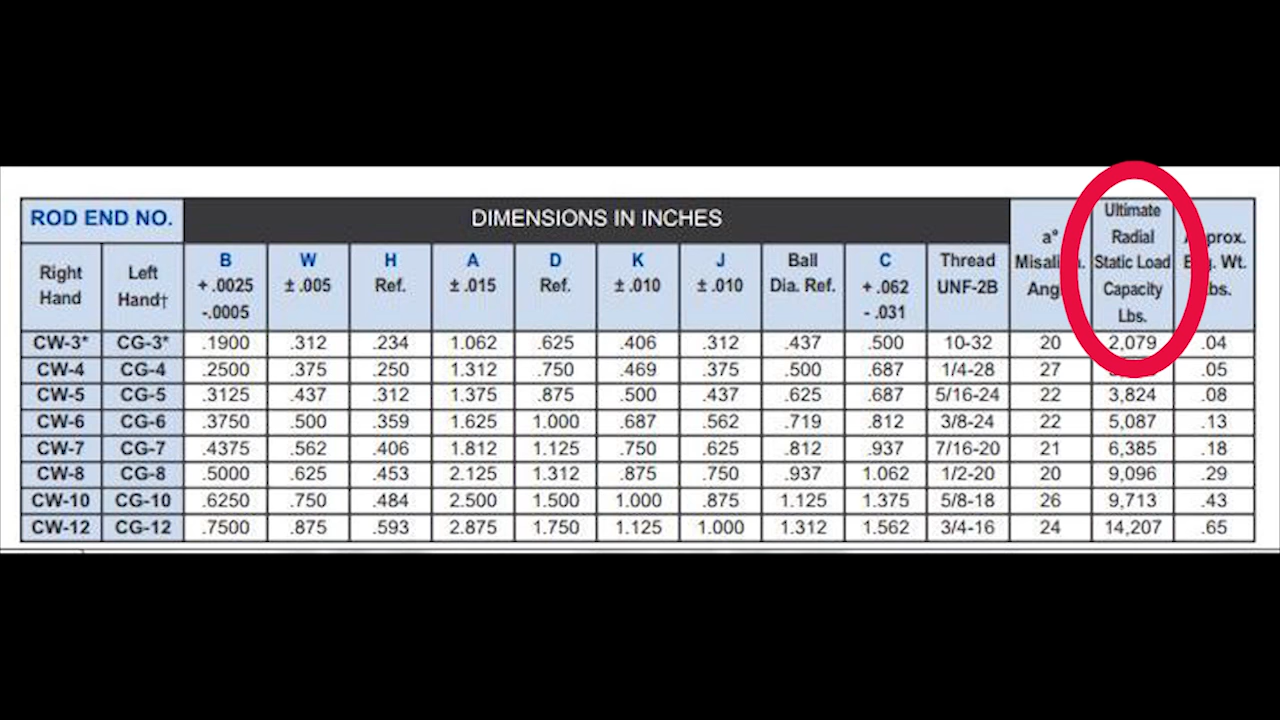 ROD END NO. DIMENSIONS IN INCHES
Right Hand Left Hand† B + .0025 -.0005 W ± .005 H Ref. A ± .015 D Ref. K ± .010 J ± .010 Ball Dia. Ref. C + .062 - .031 Thread UNF-2B a° Ultimate Radial Static Load Capacity Lbs.
CW-3* CG-3* .1900 .312 .234 1.062 .625 .406 .312 .437 .500 10-32 20 2,079 .04
CW-4 CG-4 .2500 .375 .250 1.312 .750 .469 .375 .500 .687 1/4-28 27 .05
CW-5 CG-5 .3125 .437 .312 1.375 .875 .500 .437 .625 .687 5/16-24 22 3,824 .08
CW-6 CG-6 .3750 .500 .359 1.625 1.000 .687 .562 .719 .812 3/8-24 22 5,087 .13
CW-7 CG-7 .4375 .562 .406 1.812 1.125 .750 .625 .812 .937 7/16-20 21 6,385 .18
CW-8 CG-8 .5000 .625 .453 2.125 1.312 .875 .750 .937 1.062 1/2-20 20 9,096 .29
CW-10 CG-10 .6250 .750 .484 2.500 1.500 1.000 .875 1.125 1.375 5/8-18 26 9,713 .43
CW-12 CG-12 .7500 .875 .593 2.875 1.750 1.125 1.000 1.312 1.562 3/4-16 24 14,207 .65